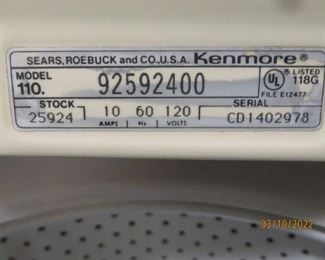 SEARS, ROEBUCK and CO., U.S.A. Kenmore®
MODEL
110. 92592400
UL ® LISTED
118G
FILE E12477
STOCK 10 60 120 SERIAL
25924 AMPS Hz VOLTS CD1402978
03/10/2022